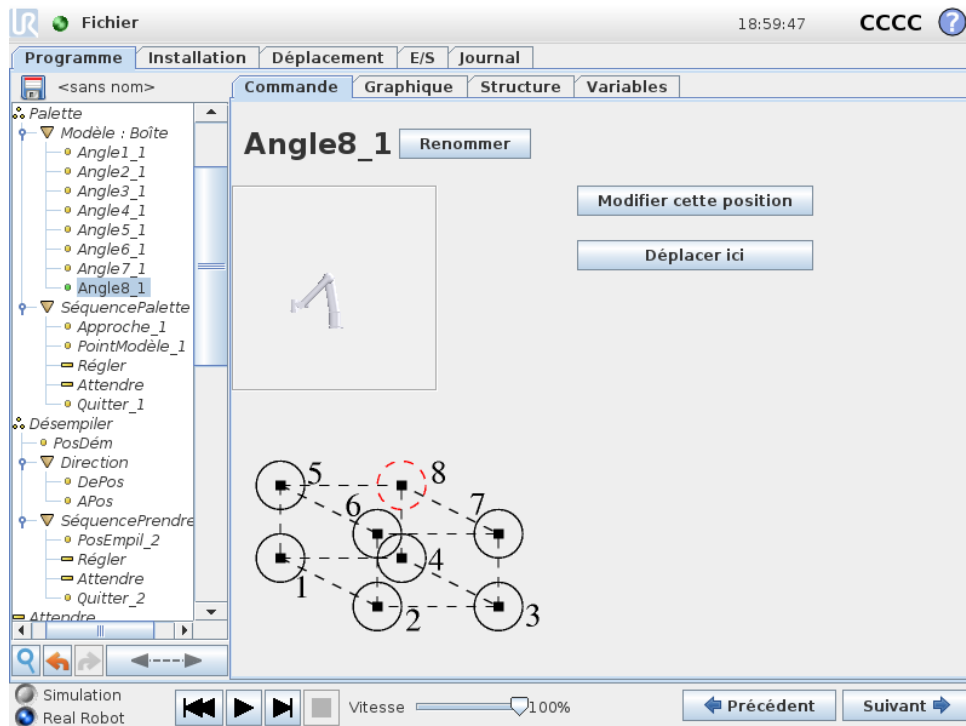 UR Fichier 18:59:47 CCCC ?
Programme Installation Déplacement E/S Journal
<sans nom>
Commande Graphique Structure Variables
Palette
Modèle : Boîte
Angle1_1
Angle2_1
Angle3_1
Angle4_1
Angle5_1
Angle6_1
Angle7_1
Angle8_1
SéquencePalette
Approche_1
PointModèle_1
Régler
Attendre
Quitter_1
Désempiler
PosDém
Direction
DePos
APos
SéquencePrendre
PosEmpil_2
Régler
Attendre
Quitter_2
Attendre
Angle8_1 Renommer
Modifier cette position
Déplacer ici
5 8
6 7
1 4
2 3
Simulation
Real Robot
Vitesse 100%
Précédent Suivant